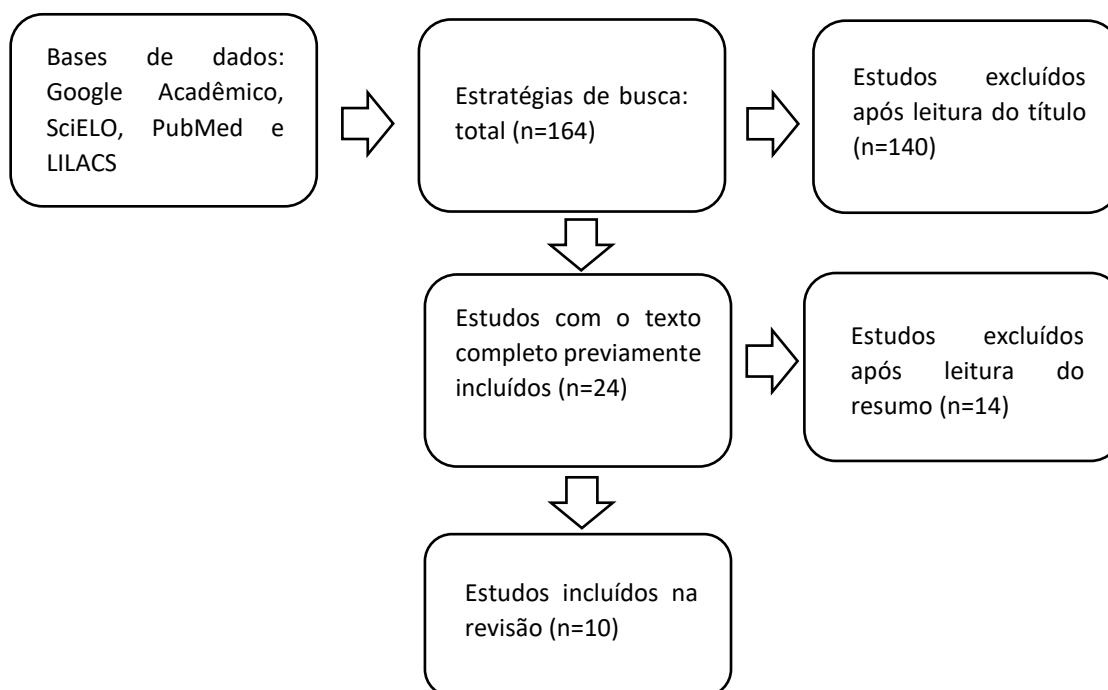 Bases de dados:
Google Acadêmico,
SciELO, PubMed e
LILACS
Estratégias de busca:
total (n=164)
Estudos excluídos
após leitura do título
(n=140)
Estudos com o texto
completo previamente
incluídos (n=24)
Estudos excluídos
após leitura do
resumo (n=14)
Estudos incluídos na
revisão (n=10)